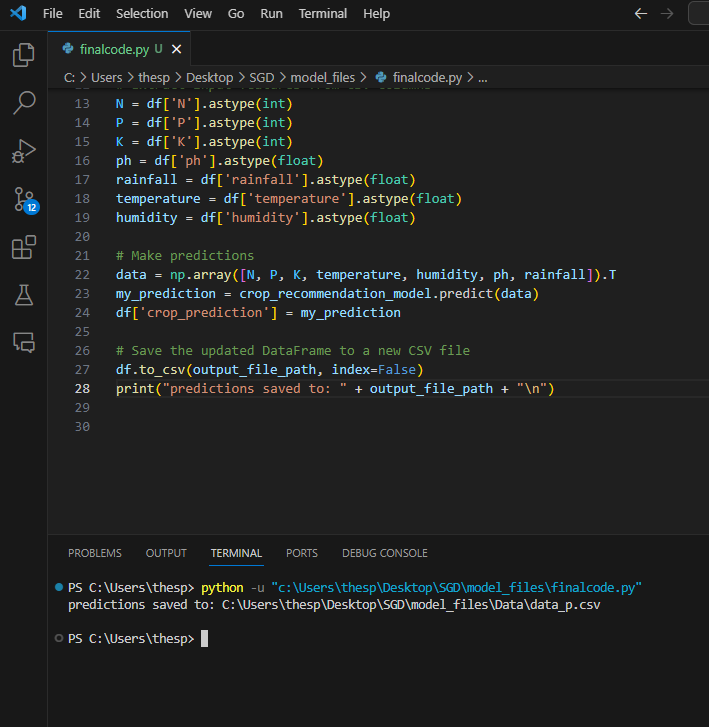 File Edit Selection View Go Run Terminal Help
finalcode.py U
C: > Users > thesp > Desktop > SGD > model_files > finalcode.py > ...
13 N = df['N'].astype(int)
14 P = df['P'].astype(int)
15 K = df['K'].astype(int)
16 ph = df['ph'].astype(float)
17 rainfall = df['rainfall'].astype(float)
18 temperature = df['temperature'].astype(float)
19 humidity = df['humidity'].astype(float)
20
21 # Make predictions
22 data = np.array([N, P, K, temperature, humidity, ph, rainfall]).T
23 my_prediction = crop_recommendation_model.predict(data)
24 df['crop_prediction'] = my_prediction
25
26 # Save the updated DataFrame to a new CSV file
27 df.to_csv(output_file_path, index=False)
28 print("predictions saved to: " + output_file_path + "\n")
29
30
12
PROBLEMS OUTPUT TERMINAL PORTS DEBUG CONSOLE
PS C:\Users\thesp> python -u "c:\Users\thesp\Desktop\SGD\model_files\finalcode.py"
predictions saved to: C:\Users\thesp\Desktop\SGD\model_files\Data\data_p.csv
PS C:\Users\thesp>